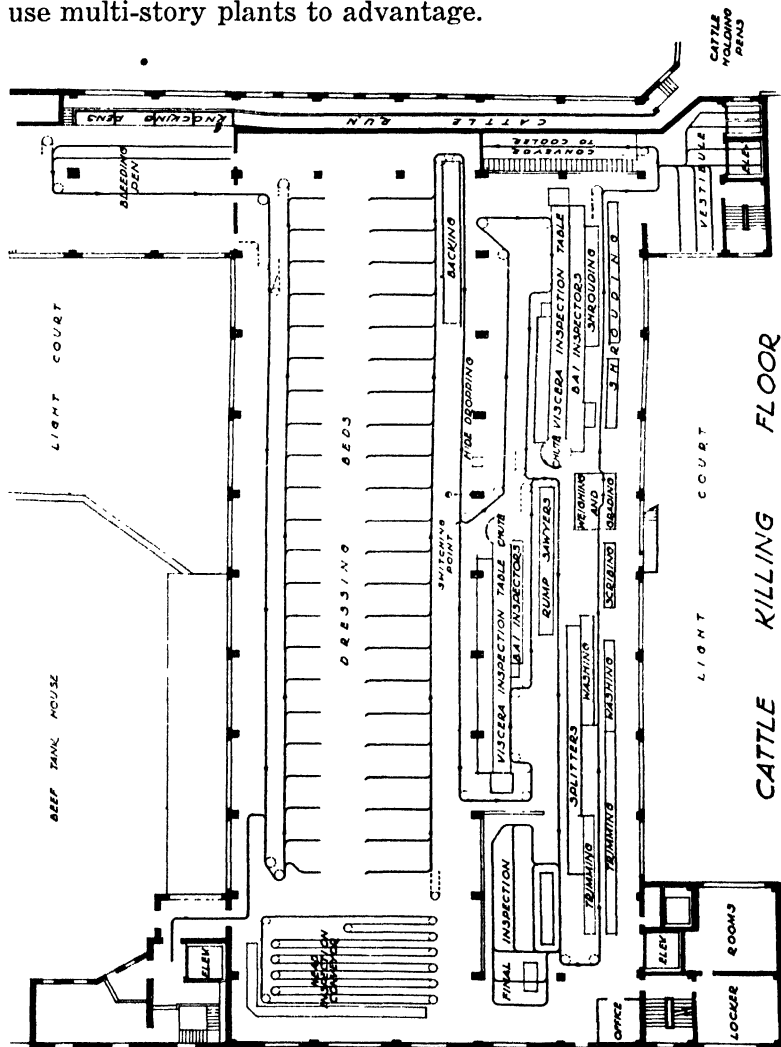 use multi-story plants to advantage.
CATTLE
HOLDING
PENS
KNOCKING PENS
CATTLE RUN
CONVEYOR
TO COOLER
ELEV
VESTIBULE
BLEEDING
PEN
BACKING
VISCERA INSPECTION TABLE
BAI INSPECTORS
SHROUDING
SHROUDING
LIGHT COURT
HIDE DROPPING
CHUTE
DRESSING BEDS
SWITCHING
POINT
WEIGHING
AND
GRADING
RUMP SAWYERS
SCRIBING
VISCERA INSPECTION TABLE
CHUTE
BAI INSPECTORS
LIGHT COURT
CATTLE KILLING FLOOR
BEEF TANK HOUSE
SPLITTERS
WASHING
WASHING
TRIMMING
TRIMMING
FINAL INSPECTION
HEAD
INSPECTION
CONVEYOR
ELEV
ELEV
ROOMS
LOCKER
OFFICE